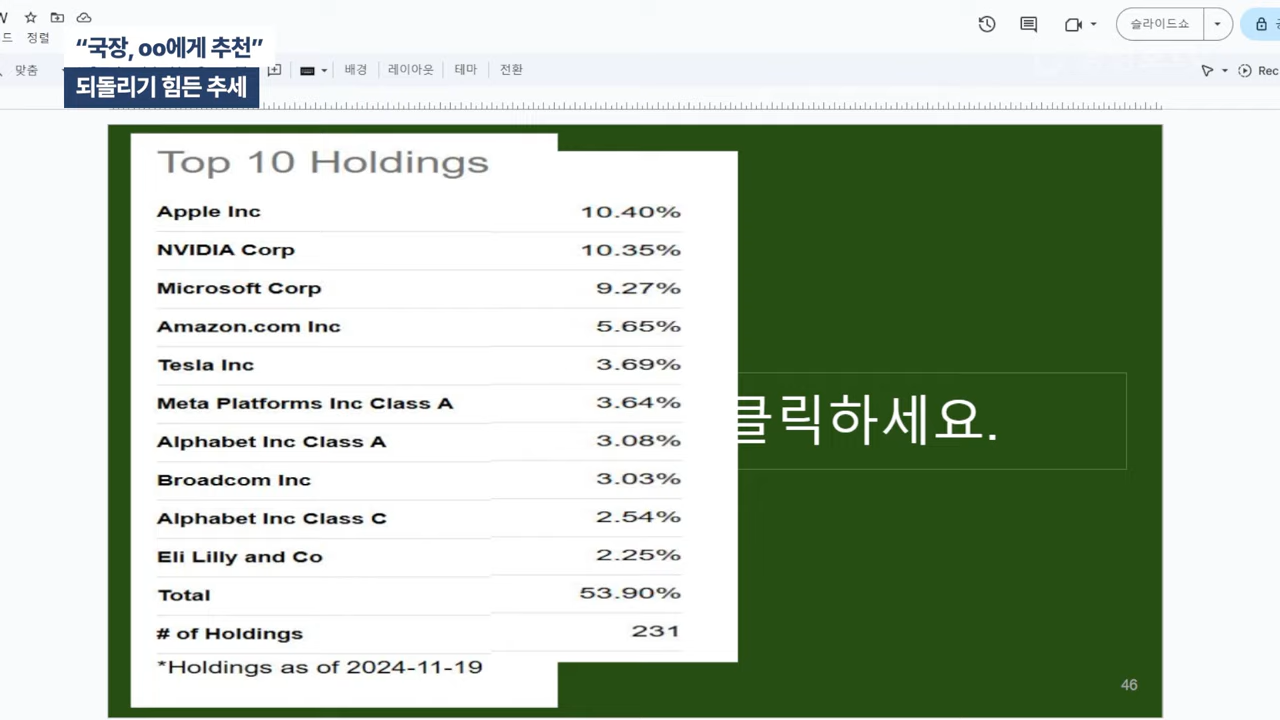 슬라이드쇼
정렬
"국장, oo에게 추천"
되돌리기 힘든 추세
맞춤
배경
레이아웃
테마
전환
Rec
Top 10 Holdings
Apple Inc 10.40%
NVIDIA Corp 10.35%
Microsoft Corp 9.27%
Amazon.com Inc 5.65%
Tesla Inc 3.69%
Meta Platforms Inc Class A 3.64%
Alphabet Inc Class A 3.08%
Broadcom Inc 3.03%
Alphabet Inc Class C 2.54%
Eli Lilly and Co 2.25%
Total 53.90%
# of Holdings 231
*Holdings as of 2024-11-19
클릭하세요.
46